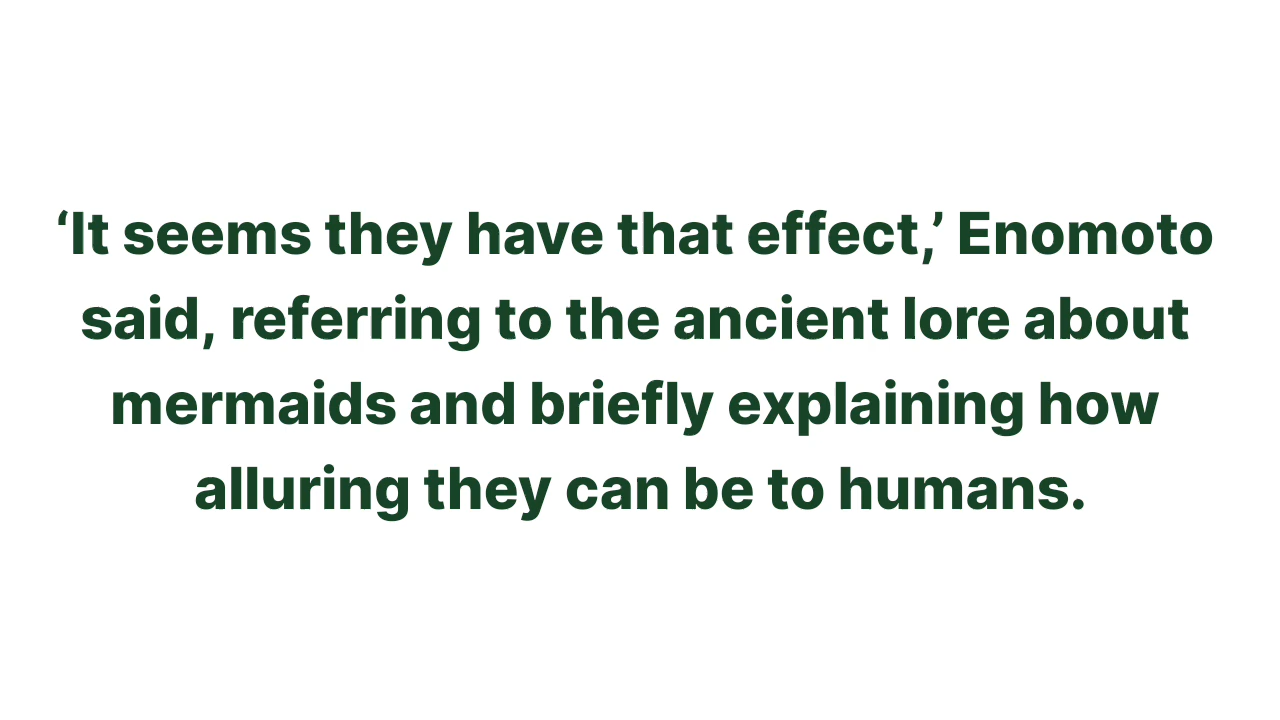 ‘It seems they have that effect,’ Enomoto
said, referring to the ancient lore about
mermaids and briefly explaining how
alluring they can be to humans.